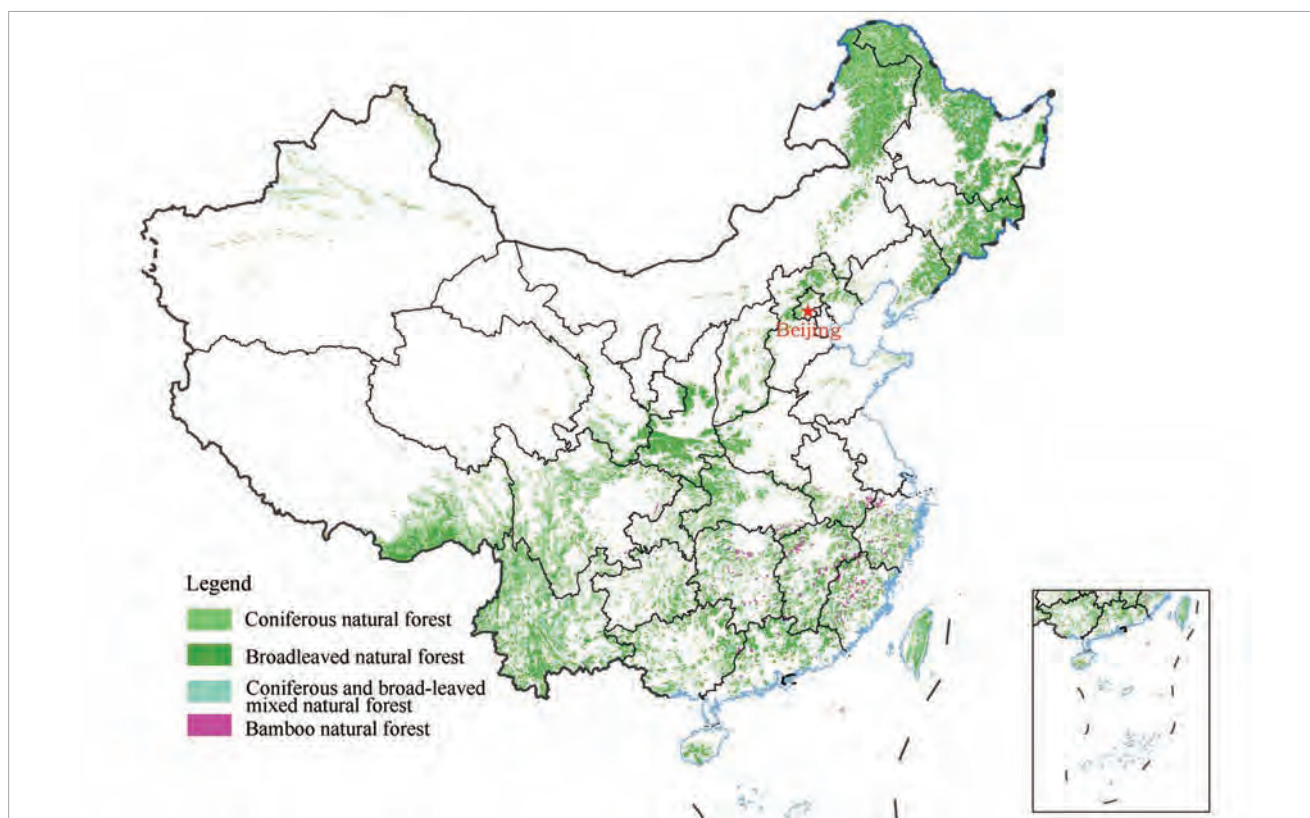 Beijing
Legend
Coniferous natural forest
Broadleaved natural forest
Coniferous and broad-leaved
mixed natural forest
Bamboo natural forest